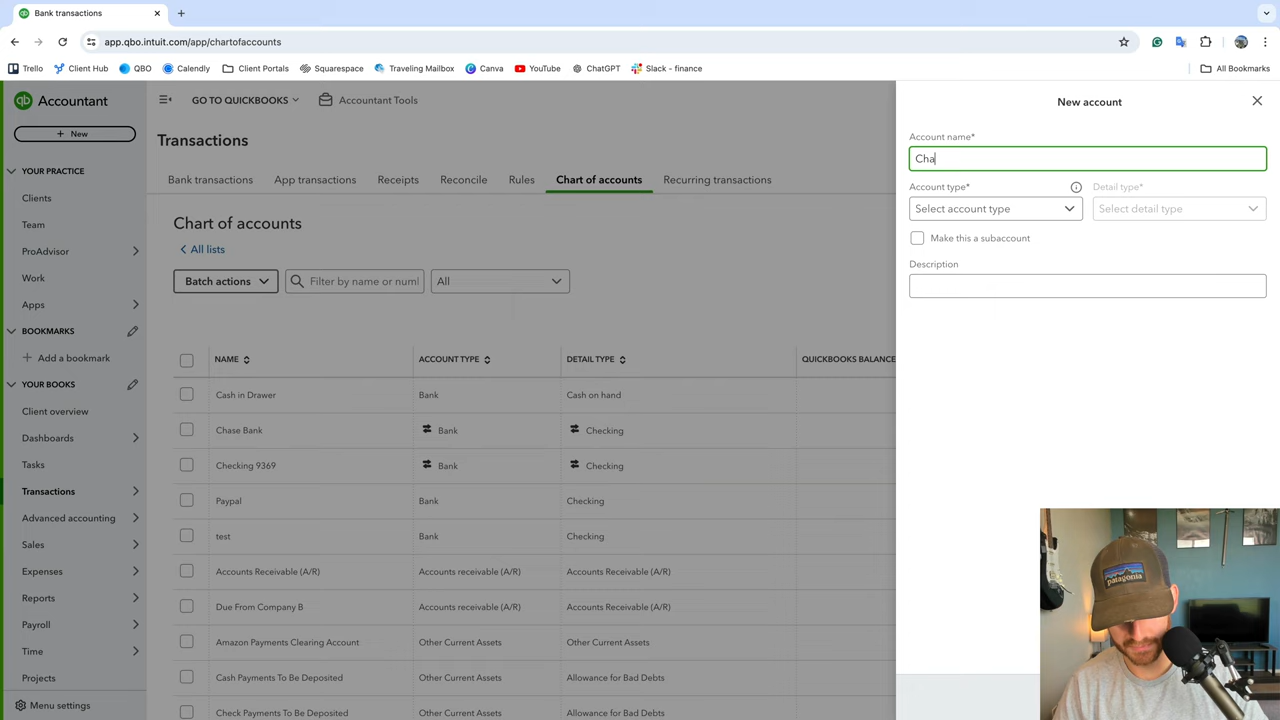 Bank transactions
app.qbo.intuit.com/app/chartofaccounts
Trello
Client Hub
QBO
Calendly
Client Portals
Squarespace
Traveling Mailbox
Canva
YouTube
ChatGPT
Slack - finance
All Bookmarks
qb Accountant
GO TO QUICKBOOKS
Accountant Tools
New account
+ New
Transactions
Account name*
Cha
YOUR PRACTICE
Bank transactions
App transactions
Receipts
Reconcile
Rules
Chart of accounts
Recurring transactions
Account type*
Detail type*
Clients
Select account type
Select detail type
Team
Chart of accounts
Make this a subaccount
ProAdvisor
All lists
Description
Work
Batch actions
Filter by name or num
All
Apps
BOOKMARKS
Add a bookmark
NAME
ACCOUNT TYPE
DETAIL TYPE
QUICKBOOKS BALANCE
YOUR BOOKS
Cash in Drawer
Bank
Cash on hand
Client overview
Chase Bank
Bank
Checking
Dashboards
Tasks
Checking 9369
Bank
Checking
Transactions
Paypal
Bank
Checking
Advanced accounting
test
Bank
Checking
Sales
Expenses
Accounts Receivable (A/R)
Accounts receivable (A/R)
Accounts Receivable (A/R)
Reports
Due From Company B
Accounts receivable (A/R)
Accounts Receivable (A/R)
Payroll
Amazon Payments Clearing Account
Other Current Assets
Other Current Assets
Time
Projects
Cash Payments To Be Deposited
Other Current Assets
Allowance for Bad Debts
Menu settings
Check Payments To Be Deposited
Other Current Assets
Allowance for Bad Debts
patagonia